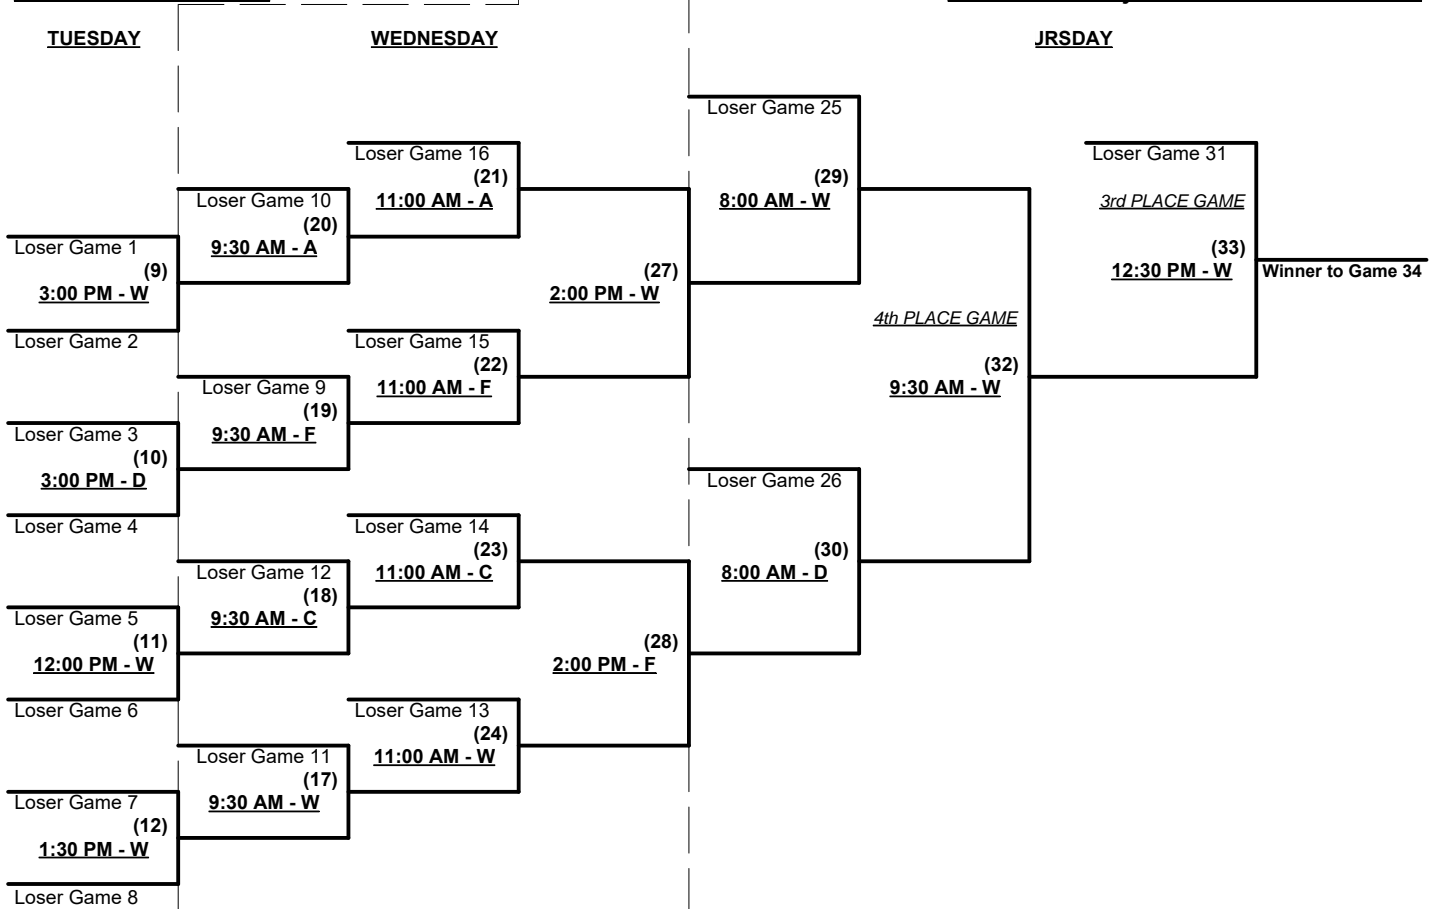 TUESDAY
WEDNESDAY
JRSDAY
Loser Game 25
Loser Game 16
Loser Game 31
(21)
(29)
11:00 AM - A
8:00 AM - W
Loser Game 10
3rd PLACE GAME
(20)
Loser Game 1
9:30 AM - A
(33)
(9)
(27)
12:30 PM - W
Winner to Game 34
3:00 PM - W
2:00 PM - W
4th PLACE GAME
Loser Game 2
Loser Game 15
(22)
(32)
Loser Game 9
11:00 AM - F
9:30 AM - W
(19)
Loser Game 3
9:30 AM - F
(10)
3:00 PM - D
Loser Game 26
Loser Game 4
Loser Game 14
(23)
(30)
Loser Game 12
11:00 AM - C
8:00 AM - D
(18)
Loser Game 5
9:30 AM - C
(11)
(28)
12:00 PM - W
2:00 PM - F
Loser Game 6
Loser Game 13
(24)
Loser Game 11
11:00 AM - W
(17)
Loser Game 7
9:30 AM - W
(12)
1:30 PM - W
Loser Game 8